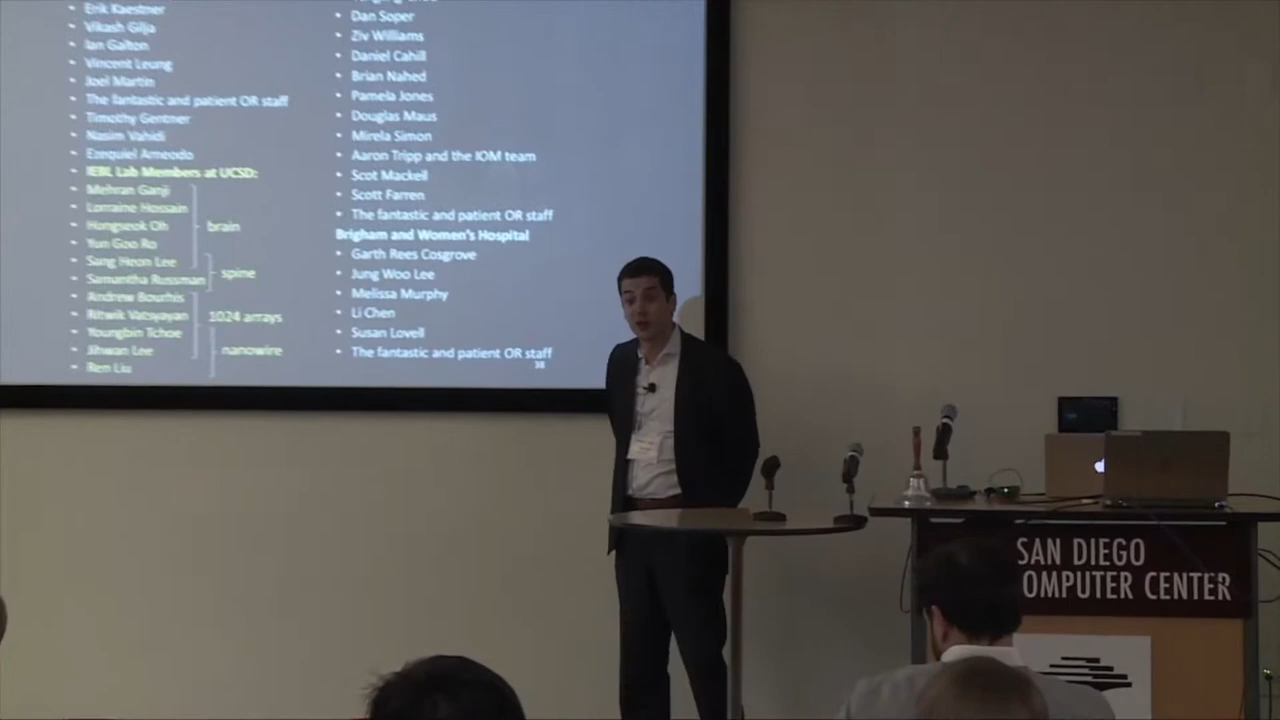 Erik Kaestner
Vikash Gilja
Ian Galton
Vincent Leung
Joel Martin
The fantastic and patient OR staff
Timothy Gentner
Nasim Vahidi
Ezequiel Arneodo
IEBL Lab Members at UCSD:
Mehran Ganji
Lorraine Hossain
Hongseok Oh
brain
Yun Goo Ro
Sang Heon Lee
spine
Samantha Russman
Andrew Bourhis
Ritwik Vatsyayan
1024 arrays
Youngbin Tchoe
Jihwan Lee
nanowire
Ren Liu
Dan Soper
Ziv Williams
Daniel Cahill
Brian Nahed
Pamela Jones
Douglas Maus
Mirela Simon
Aaron Tripp and the IOM team
Scot Mackeil
Scott Farren
The fantastic and patient OR staff
Brigham and Women's Hospital
Garth Rees Cosgrove
Jung Woo Lee
Melissa Murphy
Li Chen
Susan Lovell
The fantastic and patient OR staff
38
SAN DIEGO
OMPUTER CENTER